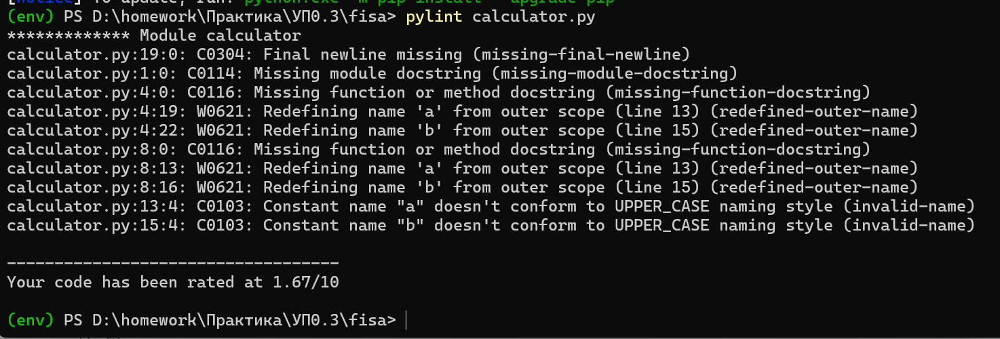 (env) PS D:\homework\Практика\УП0.3\fisa> pylint calculator.py
************* Module calculator
calculator.py:19:0: C0304: Final newline missing (missing-final-newline)
calculator.py:1:0: C0114: Missing module docstring (missing-module-docstring)
calculator.py:4:0: C0116: Missing function or method docstring (missing-function-docstring)
calculator.py:4:19: W0621: Redefining name 'a' from outer scope (line 13) (redefined-outer-name)
calculator.py:4:22: W0621: Redefining name 'b' from outer scope (line 15) (redefined-outer-name)
calculator.py:8:0: C0116: Missing function or method docstring (missing-function-docstring)
calculator.py:8:13: W0621: Redefining name 'a' from outer scope (line 13) (redefined-outer-name)
calculator.py:8:16: W0621: Redefining name 'b' from outer scope (line 15) (redefined-outer-name)
calculator.py:13:4: C0103: Constant name "a" doesn't conform to UPPER_CASE naming style (invalid-name)
calculator.py:15:4: C0103: Constant name "b" doesn't conform to UPPER_CASE naming style (invalid-name)
-----------------------------------
Your code has been rated at 1.67/10
(env) PS D:\homework\Практика\УП0.3\fisa>